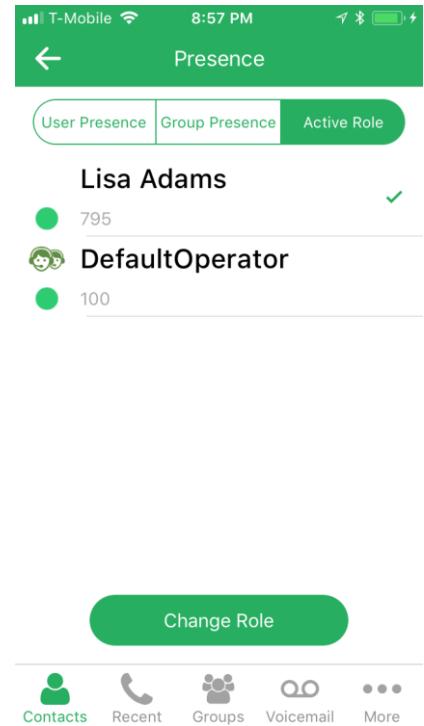 T-Mobile 8:57 PM
Presence
User Presence Group Presence Active Role
Lisa Adams
795
DefaultOperator
100
Change Role
Contacts Recent Groups Voicemail More